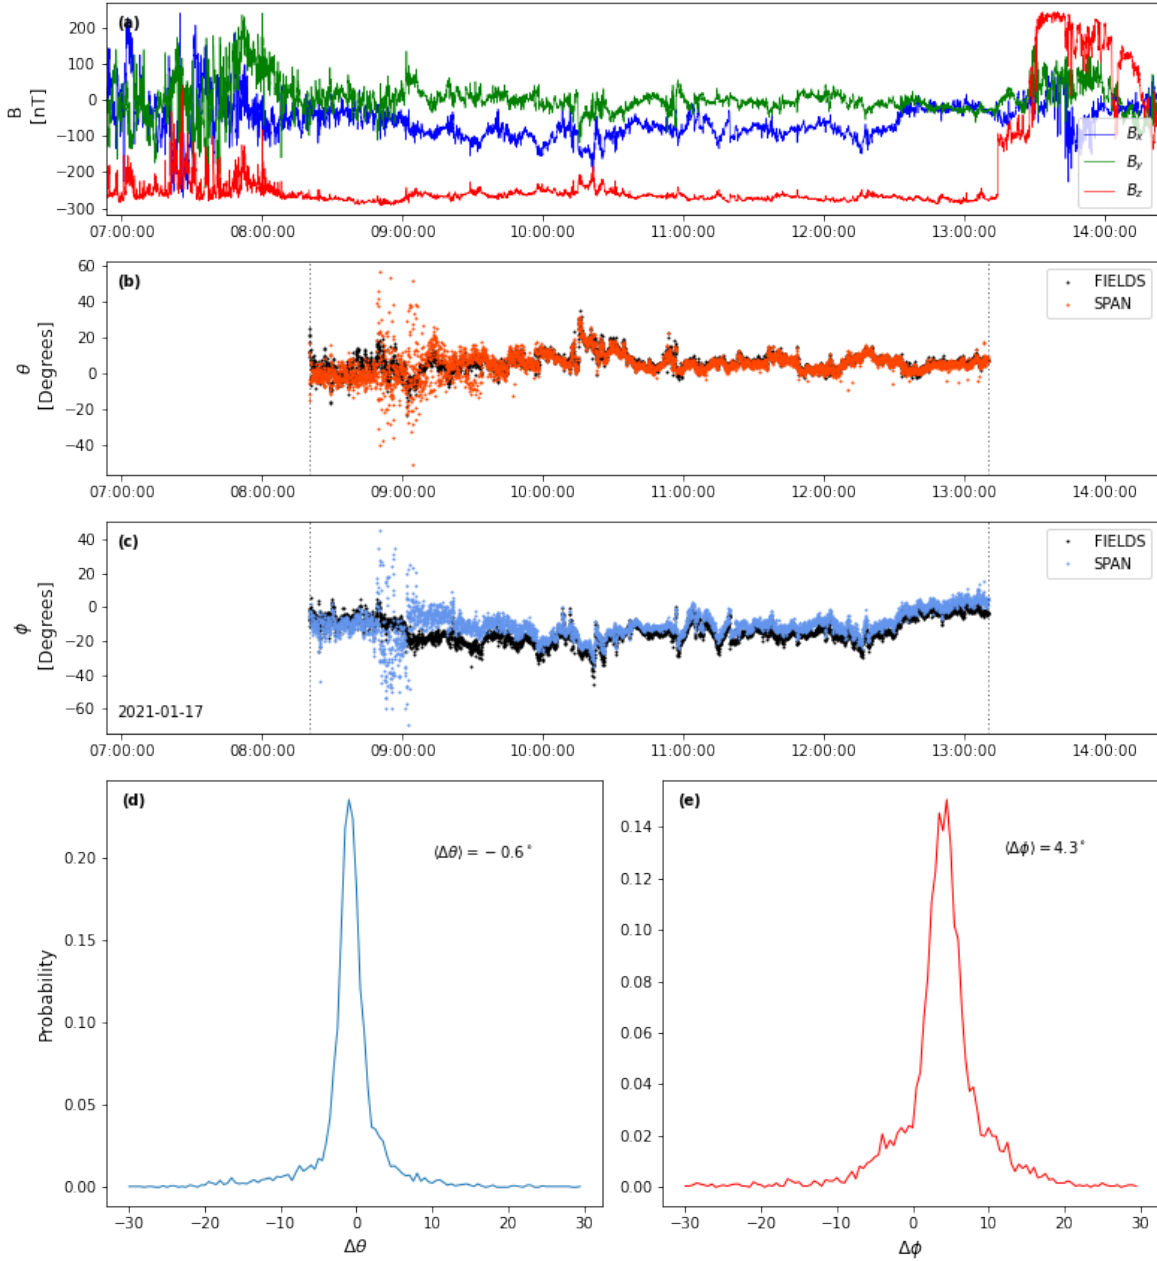 (a)
200
100
0
−100
−200
−300
B
[nT]
B_x
B_y
B_z
07:00:00 08:00:00 09:00:00 10:00:00 11:00:00 12:00:00 13:00:00 14:00:00
(b)
60
40
20
0
−20
−40
θ
[Degrees]
FIELDS
SPAN
07:00:00 08:00:00 09:00:00 10:00:00 11:00:00 12:00:00 13:00:00 14:00:00
(c)
40
20
0
−20
−40
−60
ϕ
[Degrees]
FIELDS
SPAN
2021-01-17
07:00:00 08:00:00 09:00:00 10:00:00 11:00:00 12:00:00 13:00:00 14:00:00
(d)
⟨Δθ⟩ = −0.6°
0.20
0.15
0.10
0.05
0.00
Probability
−30 −20 −10 0 10 20 30
Δθ
(e)
⟨Δϕ⟩ = 4.3°
0.14
0.12
0.10
0.08
0.06
0.04
0.02
0.00
−30 −20 −10 0 10 20 30
Δϕ